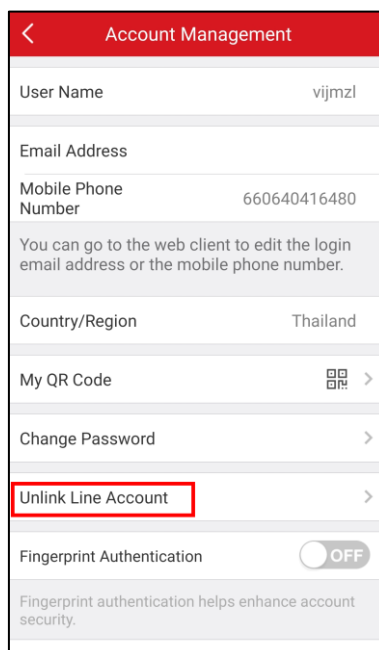 Account Management
User Name vijmzl
Email Address
Mobile Phone
Number 660640416480
You can go to the web client to edit the login
email address or the mobile phone number.
Country/Region Thailand
My QR Code
Change Password
Unlink Line Account
Fingerprint Authentication OFF
Fingerprint authentication helps enhance account
security.